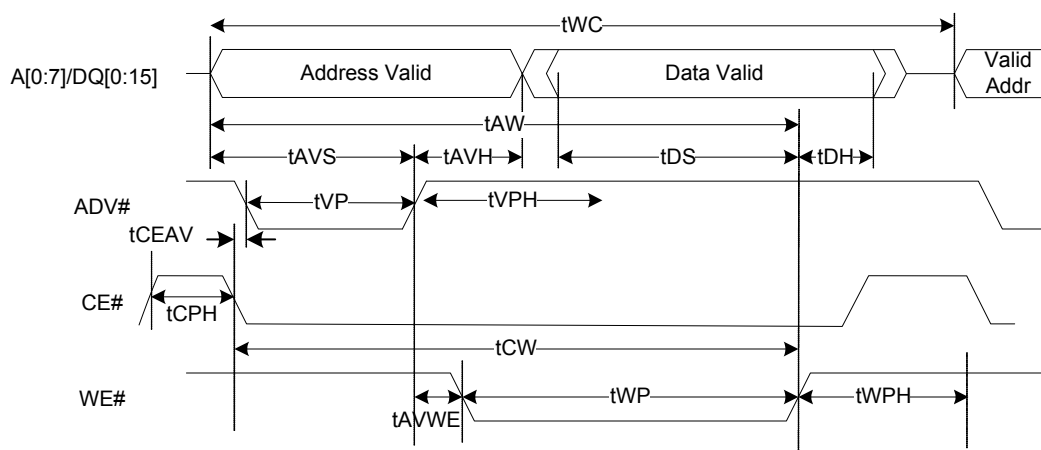 tWC
A[0:7]/DQ[0:15]
Address Valid
Data Valid
Valid
Addr
tAW
tAVS
tAVH
tDS
tDH
ADV#
tVP
tVPH
tCEAV
CE#
tCPH
tCW
WE#
tAVWE
tWP
tWPH